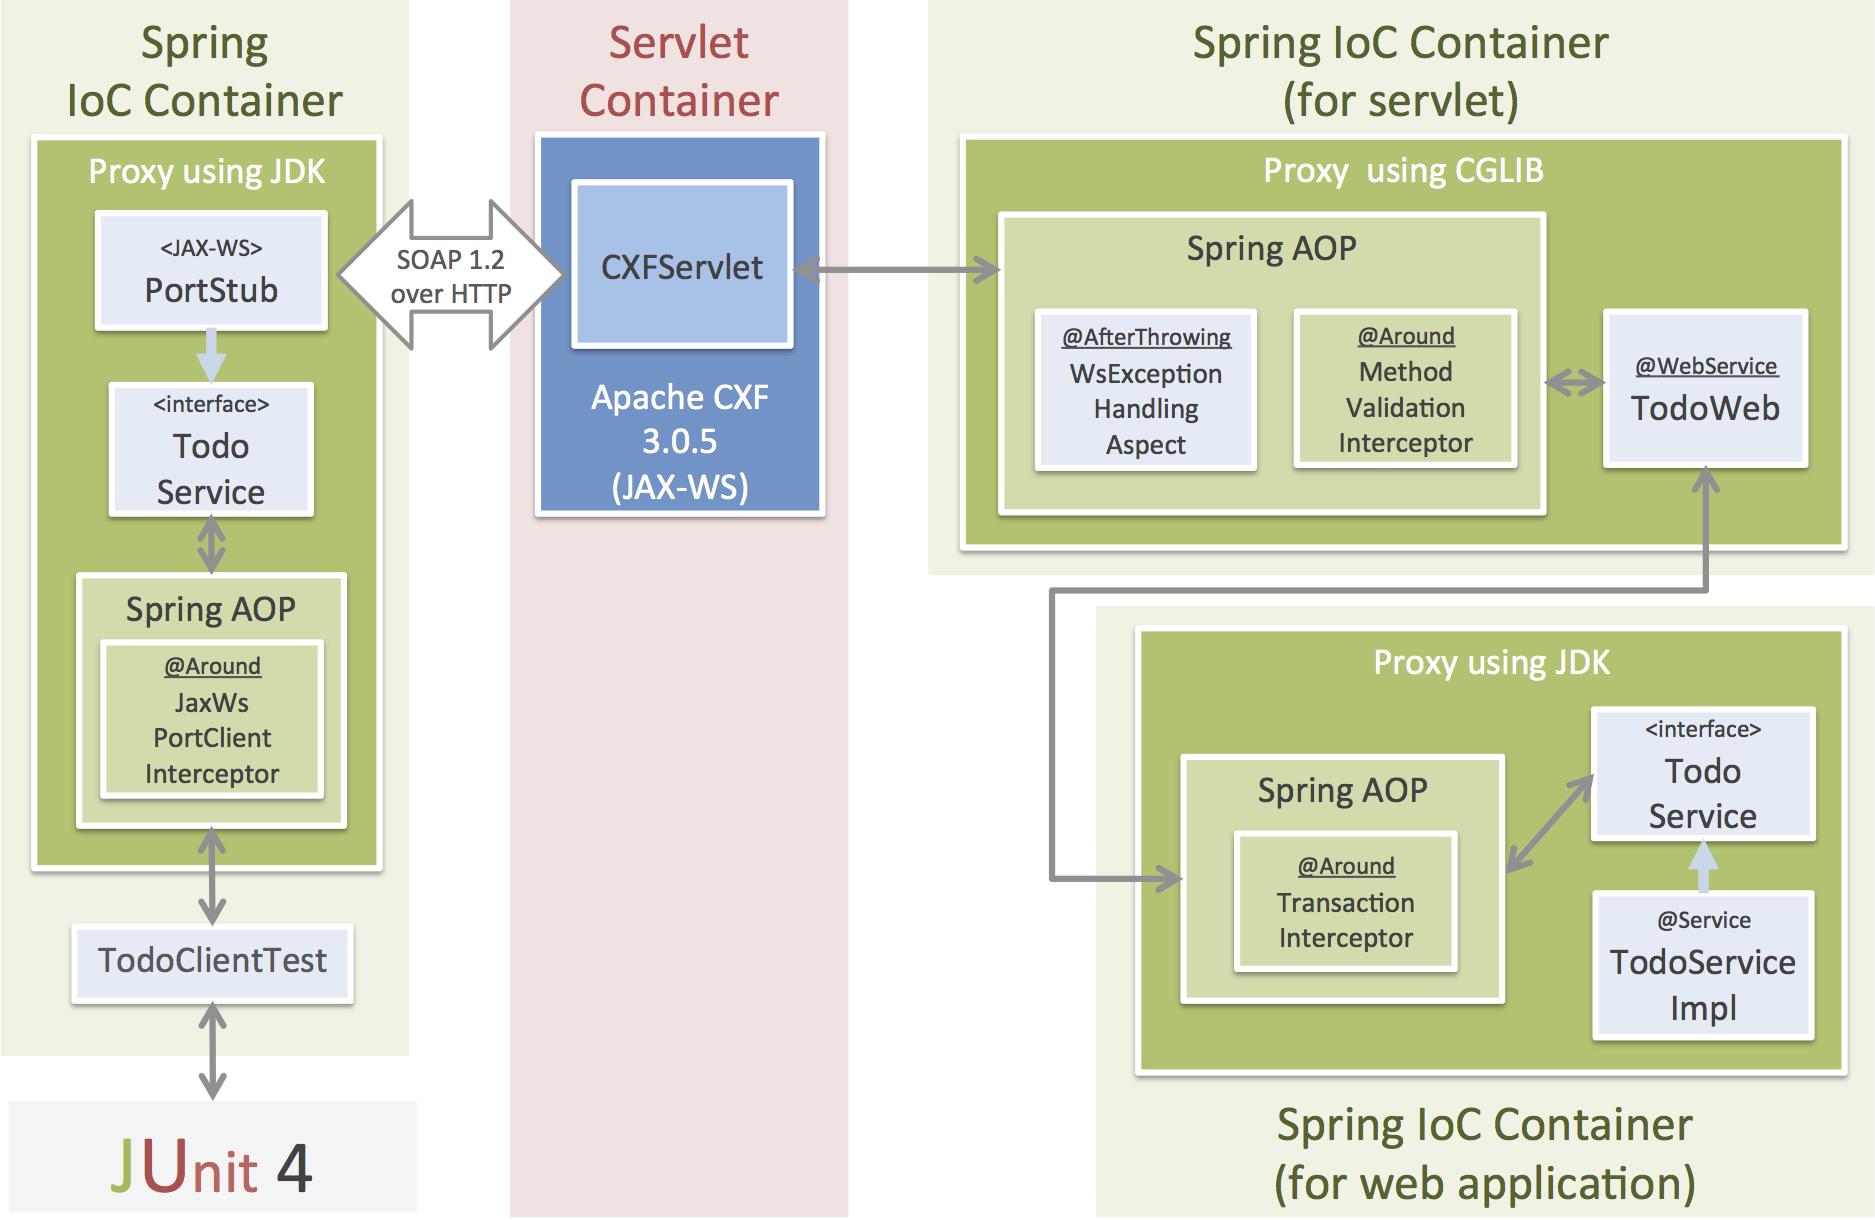 Spring
IoC Container
Proxy using JDK
<JAX-WS>
PortStub
<interface>
Todo
Service
Spring AOP
@Around
JaxWs
PortClient
Interceptor
TodoClientTest
JUnit 4
SOAP 1.2
over HTTP
Servlet
Container
CXFServlet
Apache CXF
3.0.5
(JAX-WS)
Spring IoC Container
(for servlet)
Proxy using CGLIB
Spring AOP
@AfterThrowing
WsException
Handling
Aspect
@Around
Method
Validation
Interceptor
@WebService
TodoWeb
Proxy using JDK
Spring AOP
@Around
Transaction
Interceptor
<interface>
Todo
Service
@Service
TodoService
Impl
Spring IoC Container
(for web application)